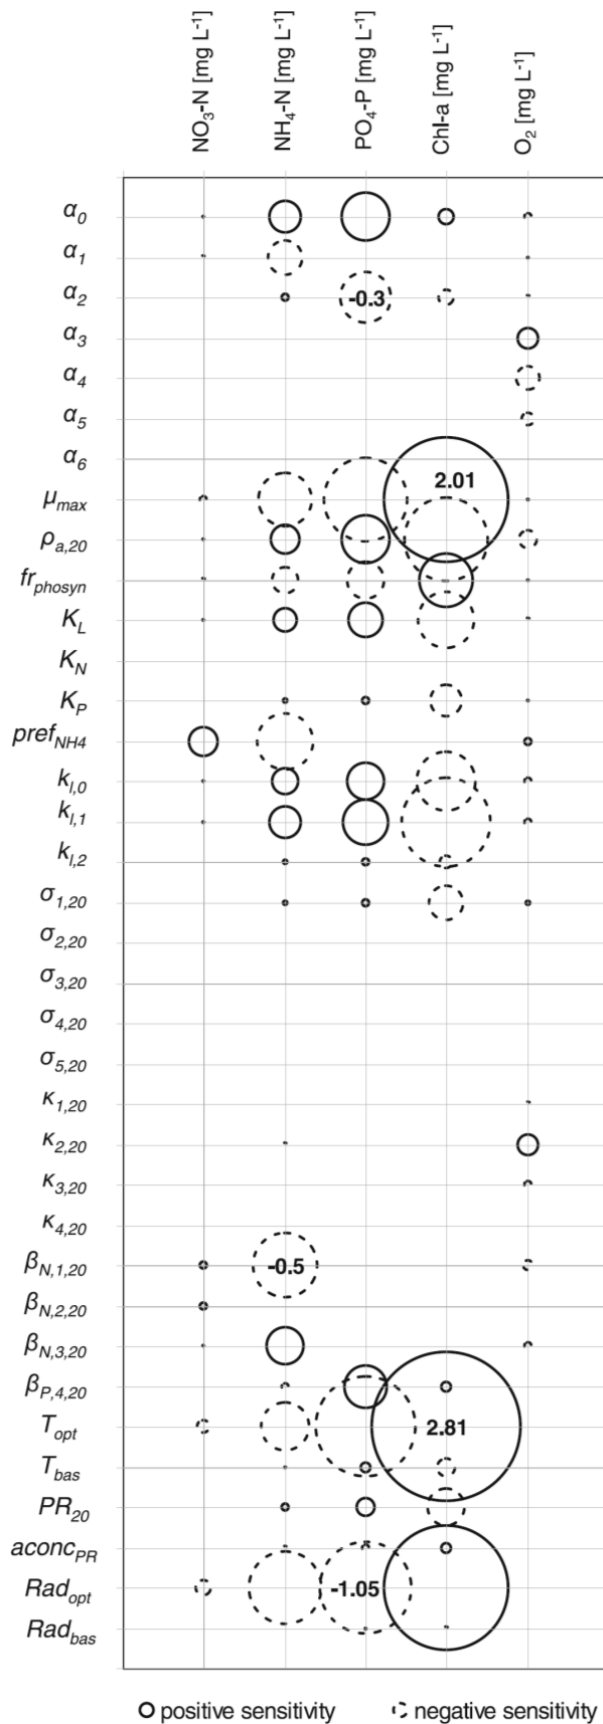 NO₃-N [mg L⁻¹]
NH₄-N [mg L⁻¹]
PO₄-P [mg L⁻¹]
Chl-a [mg L⁻¹]
O₂ [mg L⁻¹]
α₀
α₁
α₂ -0.3
α₃
α₄
α₅
α₆
2.01
μmax
ρa,20
frphosyn
K_L
K_N
K_P
prefNH4
kl,0
kl,1
kl,2
σ1,20
σ2,20
σ3,20
σ4,20
σ5,20
κ1,20
κ2,20
κ3,20
κ4,20
βN,1,20 -0.5
βN,2,20
βN,3,20
βP,4,20
Topt 2.81
Tbas
PR20
aconcPR
Radopt -1.05
Radbas
positive sensitivity negative sensitivity